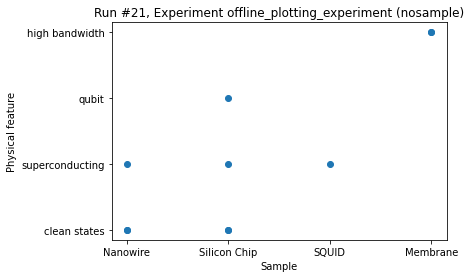 Run #21, Experiment offline_plotting_experiment (nosample)
high bandwidth
qubit
superconducting
clean states
Physical feature
Nanowire Silicon Chip SQUID Membrane
Sample